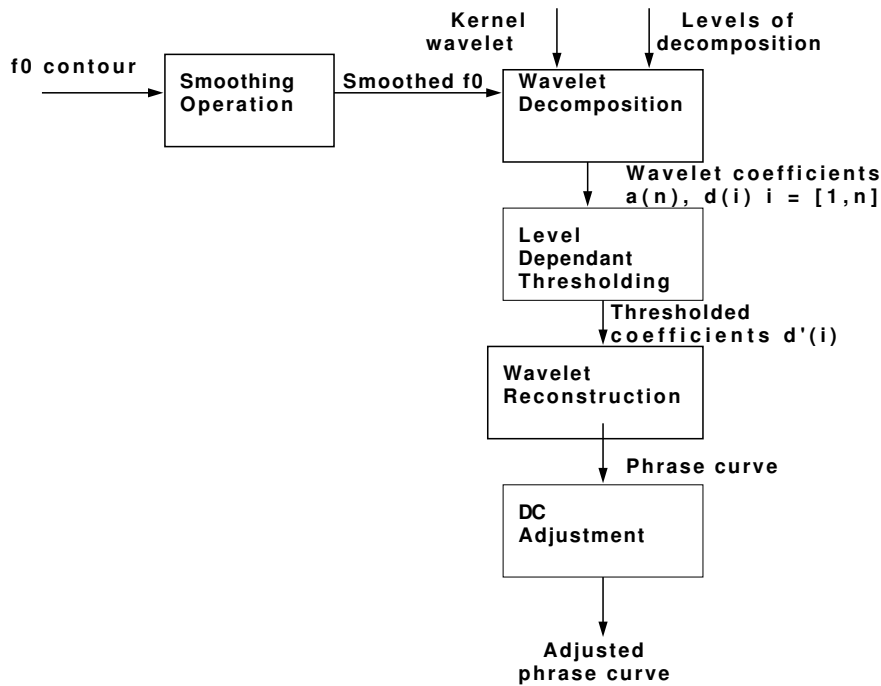 Kernel
wavelet
Levels of
decomposition
f0 contour
Smoothing
Operation
Smoothed f0
Wavelet
Decomposition
Wavelet coefficients
a(n), d(i) i = [1,n]
Level
Dependant
Thresholding
Thresholded
coefficients d'(i)
Wavelet
Reconstruction
Phrase curve
DC
Adjustment
Adjusted
phrase curve